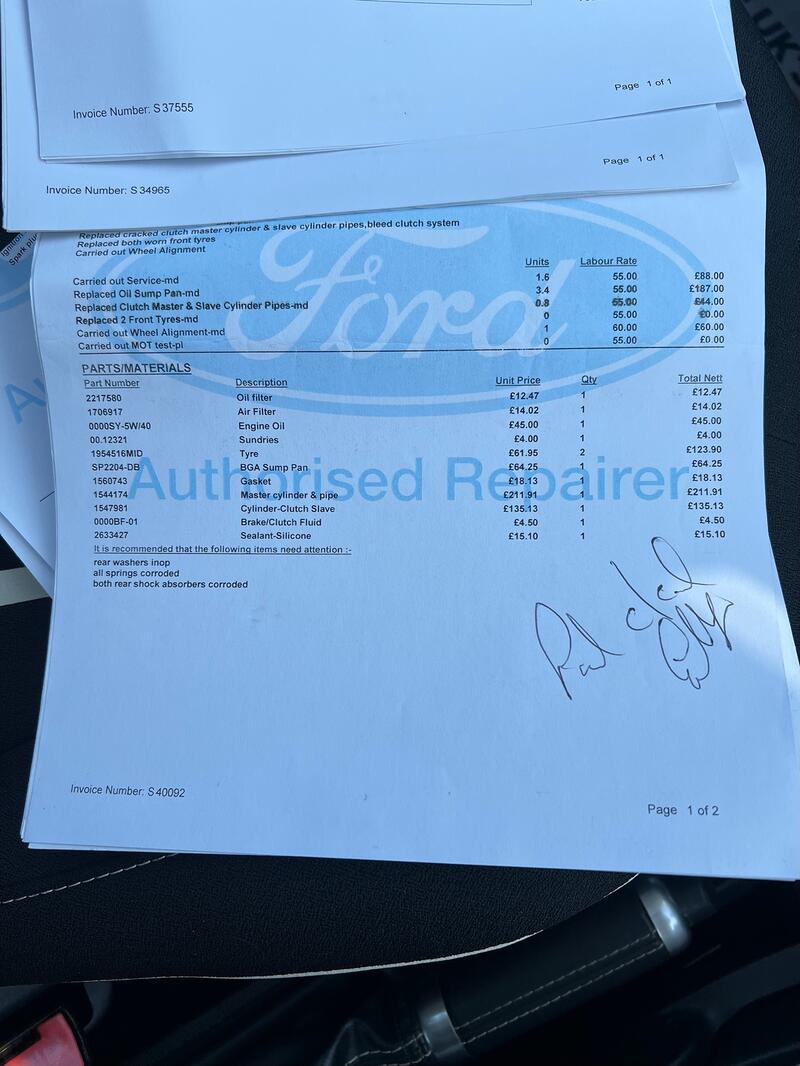 Page 1 of 1
Invoice Number: S 37555
Page 1 of 1
Invoice Number: S 34965
UK
Spark plu
Replaced cracked clutch master cylinder & slave cylinder pipes,bleed clutch system
Replaced both worn front tyres
Carried out Wheel Alignment
Units Labour Rate
Carried out Service-md 1.6 55.00 £88.00
Replaced Oil Sump Pan-md 3.4 55.00 £187.00
Replaced Clutch Master & Slave Cylinder Pipes-md 0.8 55.00 £44.00
Replaced 2 Front Tyres-md 0 55.00 £0.00
Carried out Wheel Alignment-md 1 60.00 £60.00
Carried out MOT test-pl 0 55.00 £0.00
Ford
PARTS/MATERIALS
Part Number Description Unit Price Qty Total Nett
2217580 Oil filter £12.47 1 £12.47
1706917 Air Filter £14.02 1 £14.02
0000SY-5W/40 Engine Oil £45.00 1 £45.00
00.12321 Sundries £4.00 1 £4.00
1954516MID Tyre £61.95 2 £123.90
SP2204-DB BGA Sump Pan £64.25 1 £64.25
1560743 Gasket £18.13 1 £18.13
1544174 Master cylinder & pipe £211.91 1 £211.91
1547981 Cylinder-Clutch Slave £135.13 1 £135.13
0000BF-01 Brake/Clutch Fluid £4.50 1 £4.50
2633427 Sealant-Silicone £15.10 1 £15.10
Authorised Repairer
It is recommended that the following items need attention :-
rear washers inop
all springs corroded
both rear shock absorbers corroded
Invoice Number: S 40092
Page 1 of 2